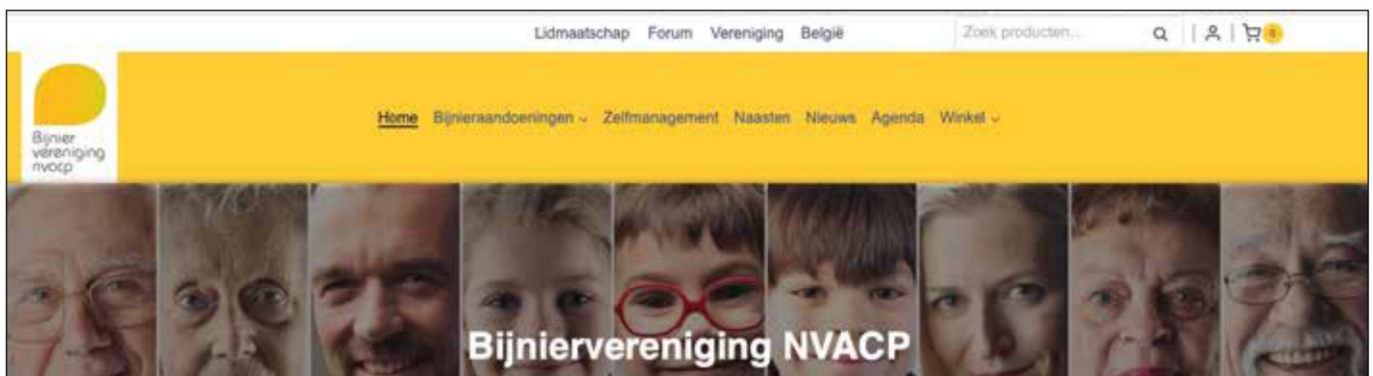 Lidmaatschap Forum Vereniging België Zoek producten...
Bijnier
vereniging
nvacp
Home Bijnieraandoeningen Zelfmanagement Naasten Nieuws Agenda Winkel
Bijniervereniging NVACP